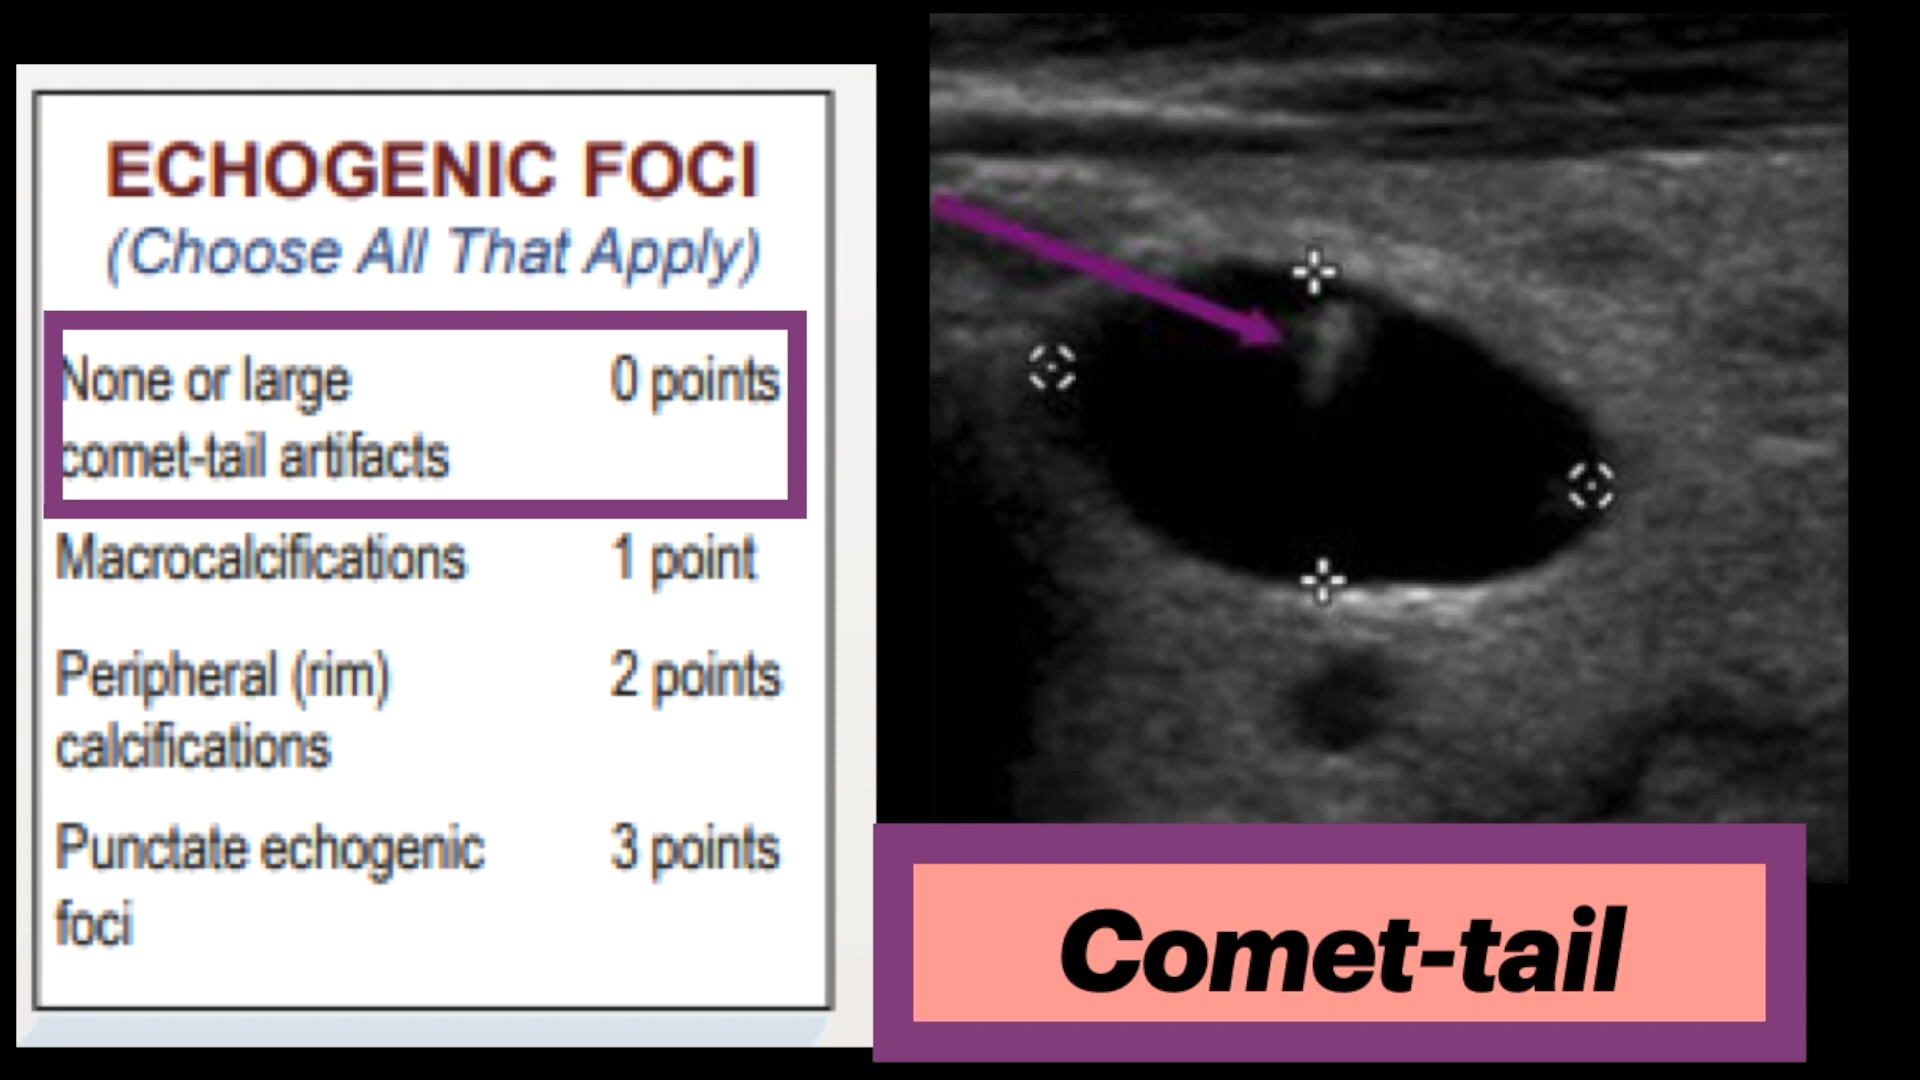 ECHOGENIC FOCI
(Choose All That Apply)
None or large 0 points
comet-tail artifacts
Macrocalcifications 1 point
Peripheral (rim) 2 points
calcifications
Punctate echogenic 3 points
foci
Comet-tail